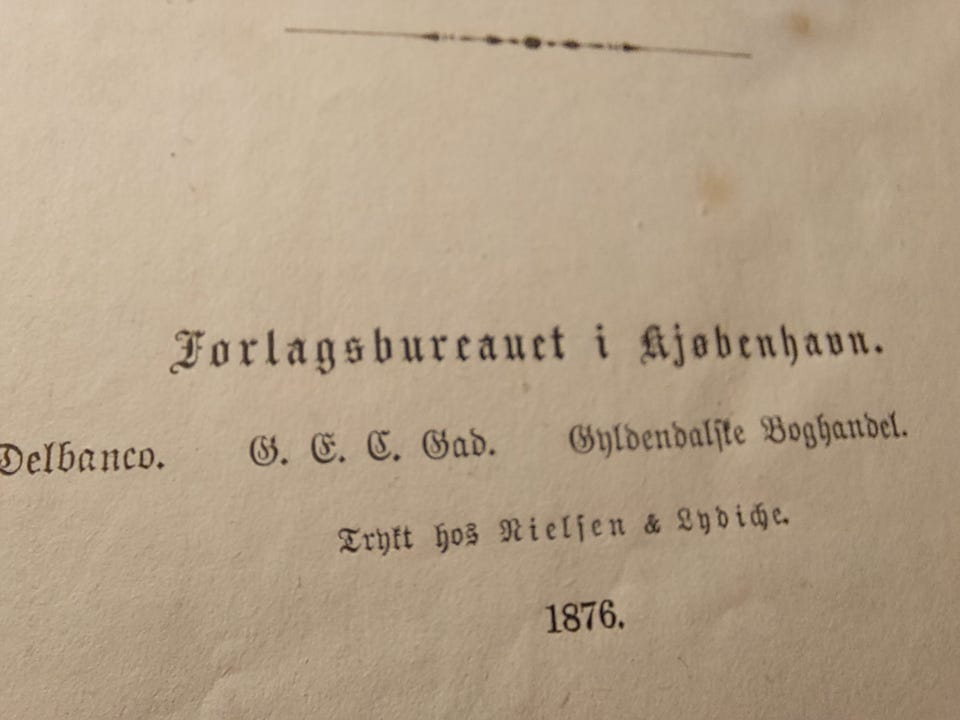 Forlagsbureauet i Kjøbenhavn.
Delbanco. G. E. C. Gad. Gyldendalske Boghandel.
Trykt hos Nielsen & Lydiche.
1876.